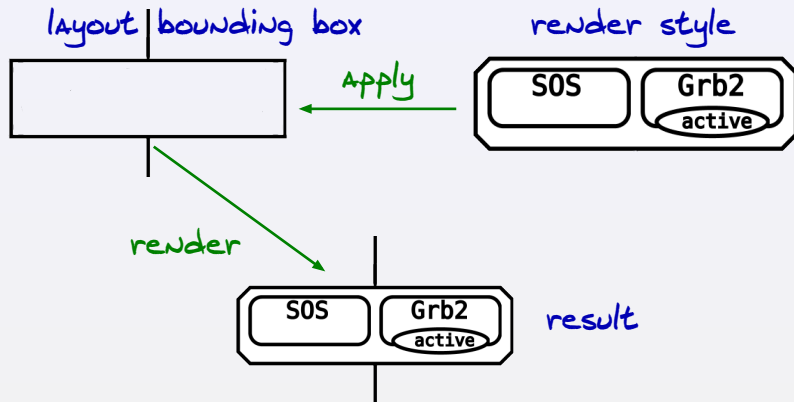 layout bounding box
render style
Apply
SOS
Grb2
active
render
SOS
Grb2
active
result